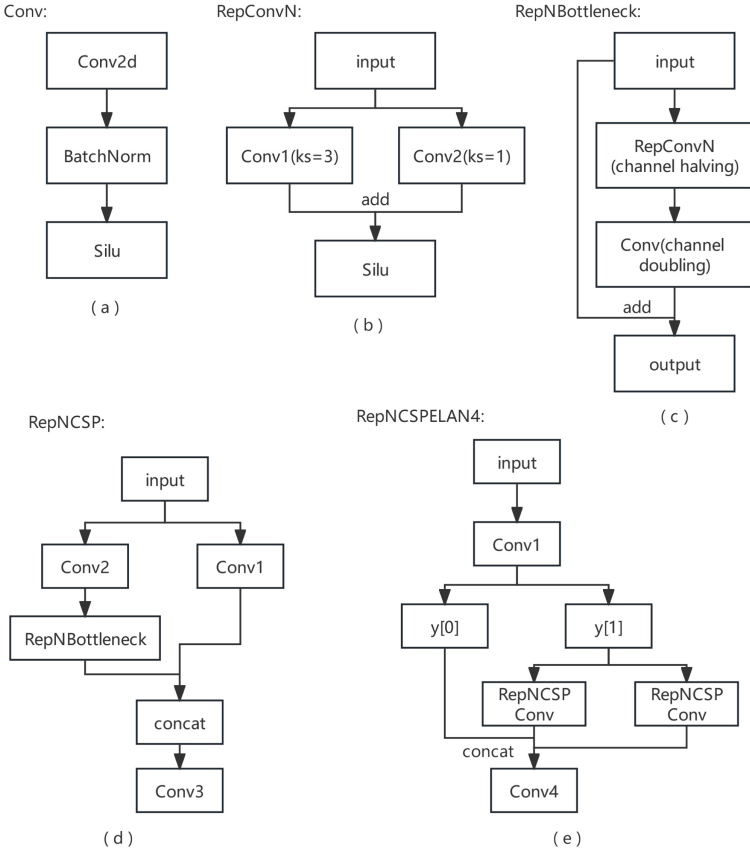 Conv:
Conv2d
BatchNorm
Silu
( a )
RepConvN:
input
Conv1(ks=3)
Conv2(ks=1)
add
Silu
( b )
RepNBottleneck:
input
RepConvN
(channel halving)
Conv(channel
doubling)
add
output
( c )
RepNCSP:
input
Conv2
Conv1
RepNBottleneck
concat
Conv3
( d )
RepNCSPELAN4:
input
Conv1
y[0]
y[1]
RepNCSP
Conv
RepNCSP
Conv
concat
Conv4
( e )